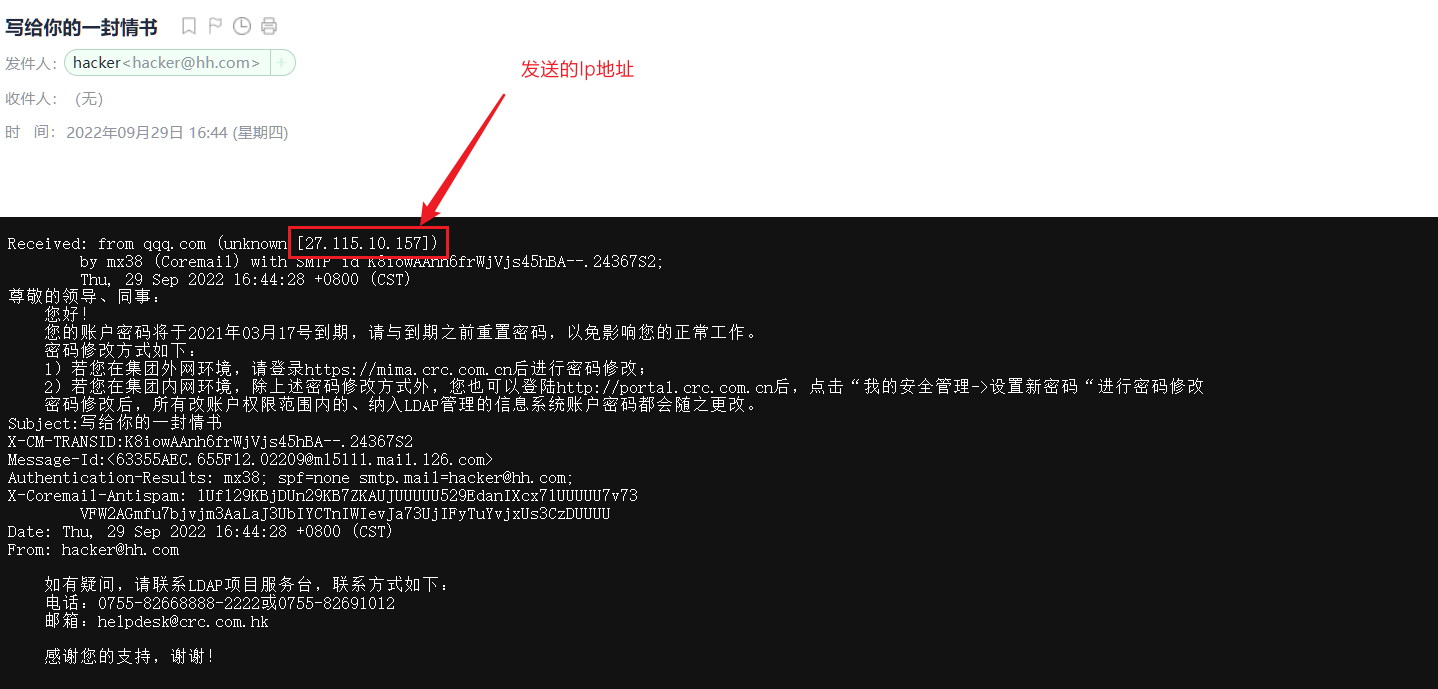 写给你的一封情书
发件人： hacker<hacker@hh.com> +
发送的Ip地址
收件人： (无)
时 间： 2022年09月29日 16:44 (星期四)
Received: from qqq.com (unknown [27.115.10.157])
by mx38 (Coremail) with SMTP id K8iowAAnh6frWjVjs45hBA--.24367S2;
Thu, 29 Sep 2022 16:44:28 +0800 (CST)
尊敬的领导、同事：
您好！
您的账户密码将于2021年03月17号到期，请与到期之前重置密码，以免影响您的正常工作。
密码修改方式如下：
1）若您在集团外网环境，请登录https://mima.crc.com.cn后进行密码修改；
2）若您在集团内网环境，除上述密码修改方式外，您也可以登陆http://portal.crc.com.cn后，点击“我的安全管理->设置新密码“进行密码修改
密码修改后，所有改账户权限范围内的、纳入LDAP管理的信息系统账户密码都会随之更改。
Subject:写给你的一封情书
X-CM-TRANSID:K8iowAAnh6frWjVjs45hBA--.24367S2
Message-Id:<63355AEC.655F12.02209@m15111.mail.126.com>
Authentication-Results: mx38; spf=none smtp.mail=hacker@hh.com;
X-Coremail-Antispam: 1Uf129KBjDUn29KB7ZKAUJUUUUU529EdanIXcx71UUUUU7v73
VFW2AGmfu7bjvjm3AaLaJ3UbIYCTnIWIevJa73UjIFyTuYvjxUs3CzDUUUU
Date: Thu, 29 Sep 2022 16:44:28 +0800 (CST)
From: hacker@hh.com
如有疑问，请联系LDAP项目服务台，联系方式如下：
电话：0755-82668888-2222或0755-82691012
邮箱：helpdesk@crc.com.hk
感谢您的支持，谢谢！